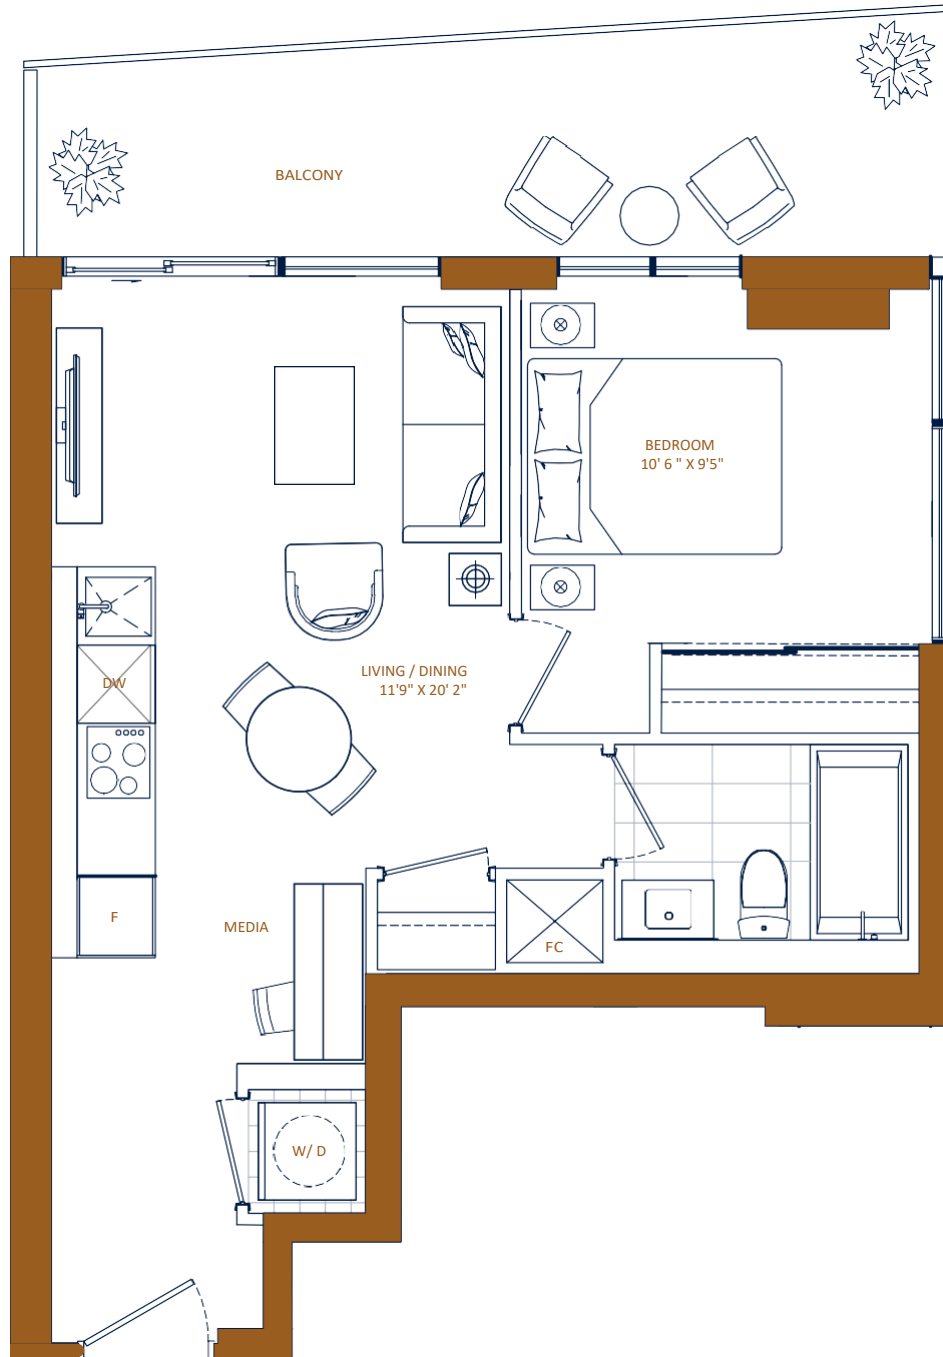 BALCONY
BEDROOM
10' 6 " X 9'5"
LIVING / DINING
11'9" X 20' 2"
DW
F
MEDIA
FC
W/ D